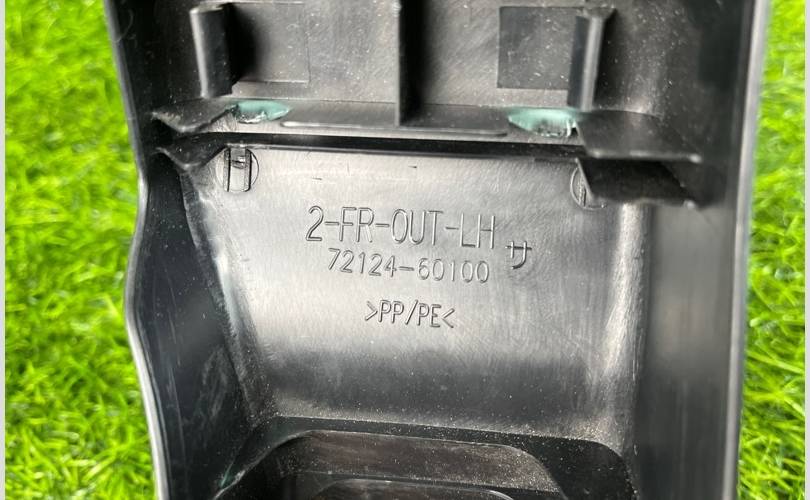 2-FR-OUT-LH サ
72124-60100
>PP/PE<